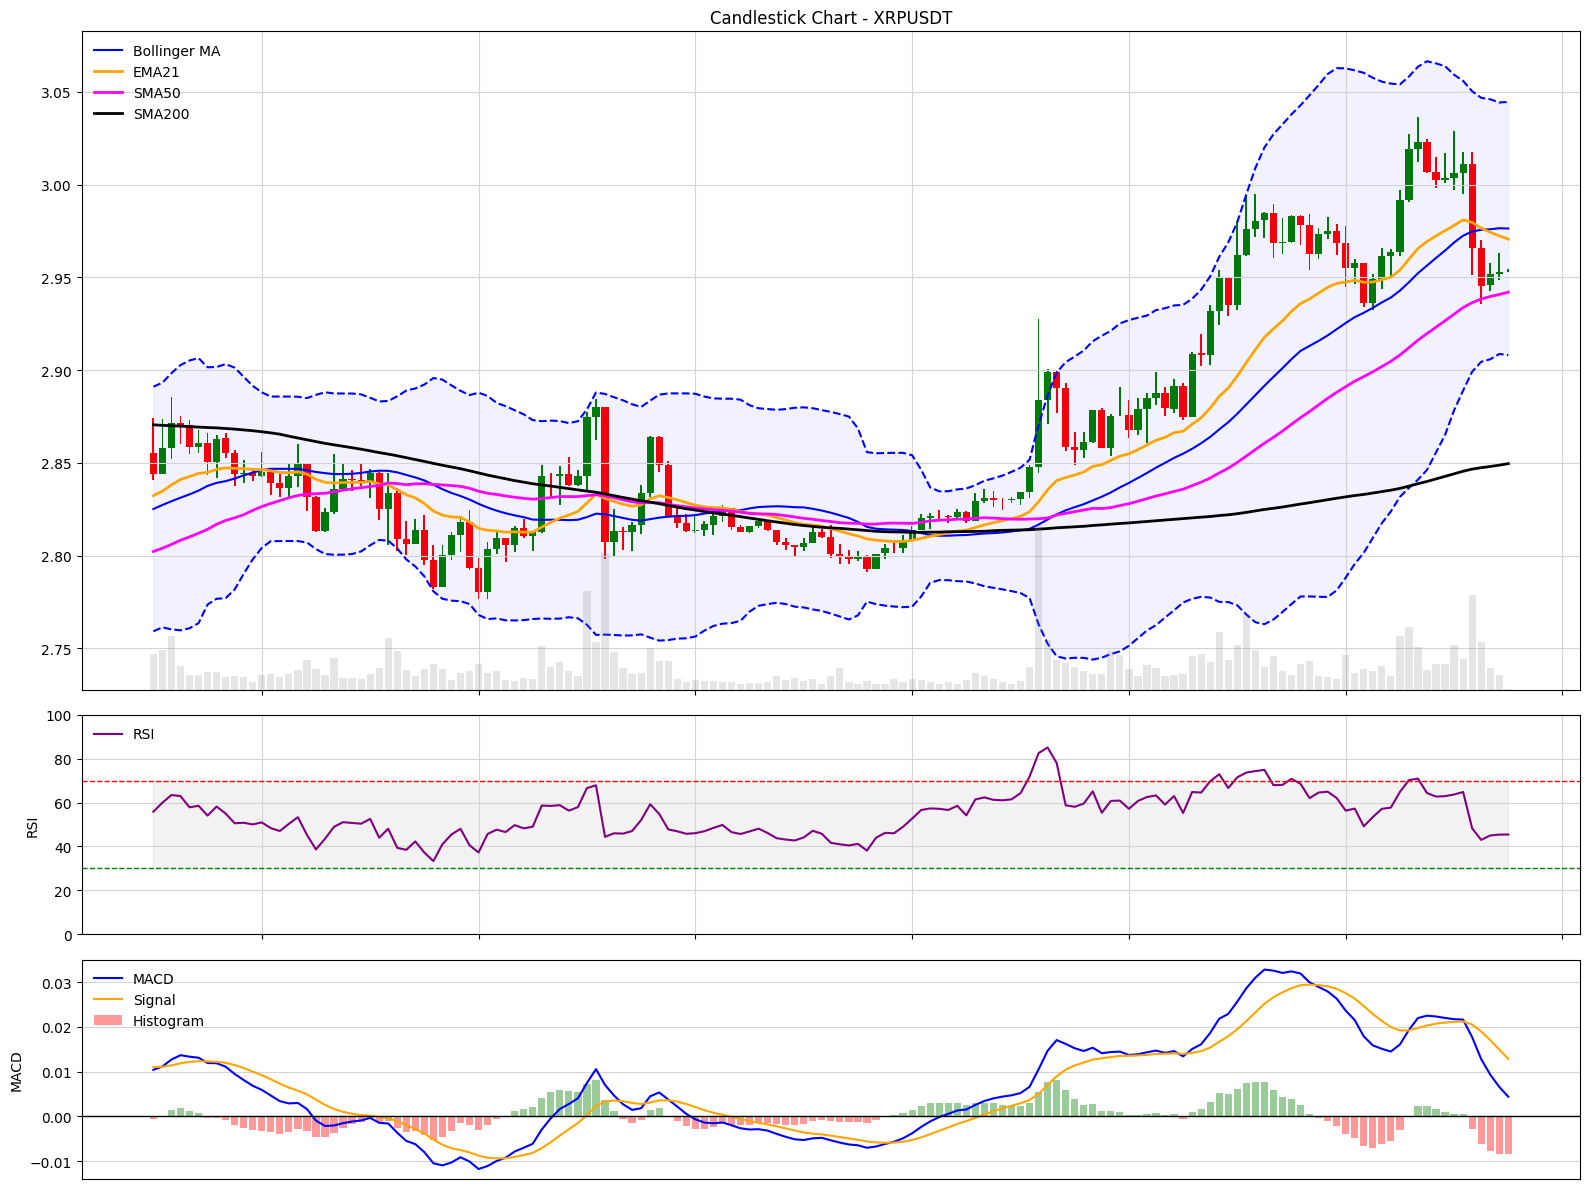 Candlestick Chart - XRPUSDT
Bollinger MA
EMA21
SMA50
SMA200
3.05
3.00
2.95
2.90
2.85
2.80
2.75
RSI
100
80
60
40
20
0
RSI
MACD
Signal
Histogram
0.03
0.02
0.01
0.00
−0.01
MACD